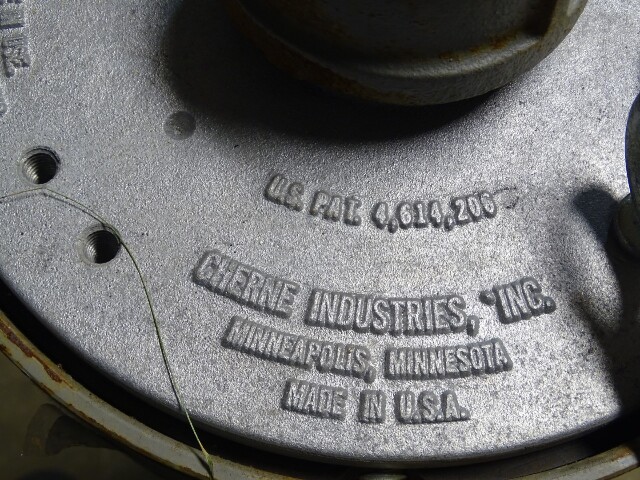 U.S. PAT. 4,614,206
CHERNE INDUSTRIES, INC.
MINNEAPOLIS, MINNESOTA
MADE IN U.S.A.